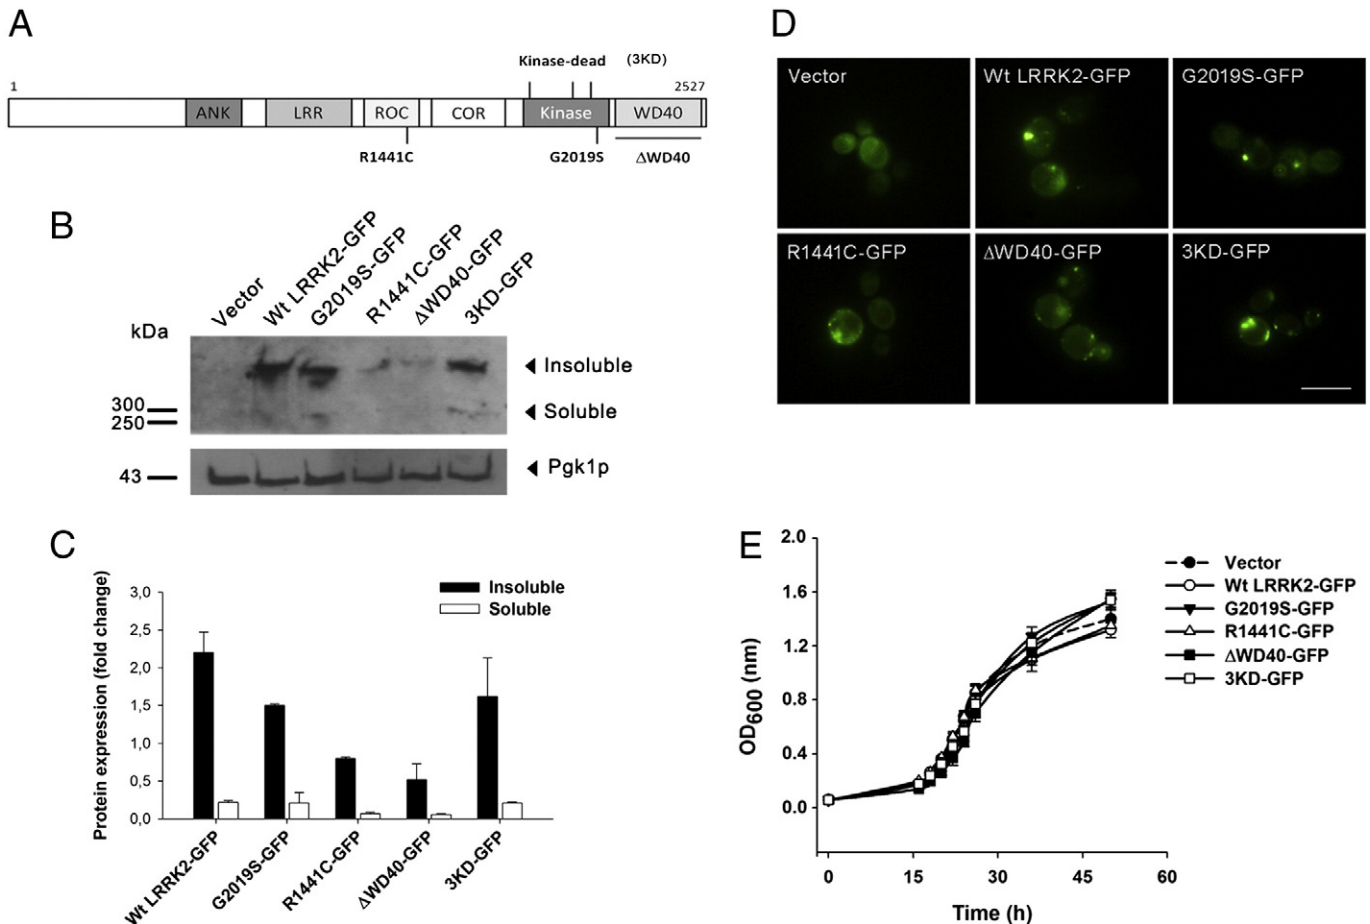 A
Kinase-dead (3KD)
1
2527
ANK
LRR
ROC
COR
Kinase
WD40
R1441C
G2019S
ΔWD40
B
Vector
Wt LRRK2-GFP
G2019S-GFP
R1441C-GFP
ΔWD40-GFP
3KD-GFP
kDa
300
250
43
Insoluble
Soluble
Pgk1p
C
Protein expression (fold change)
3,0
2,5
2,0
1,5
1,0
0,5
0,0
Insoluble
Soluble
Wt LRRK2-GFP
G2019S-GFP
R1441C-GFP
ΔWD40-GFP
3KD-GFP
D
Vector
Wt LRRK2-GFP
G2019S-GFP
R1441C-GFP
ΔWD40-GFP
3KD-GFP
E
OD600 (nm)
2.0
1.6
1.2
0.8
0.4
0.0
0
15
30
45
60
Time (h)
Vector
Wt LRRK2-GFP
G2019S-GFP
R1441C-GFP
ΔWD40-GFP
3KD-GFP